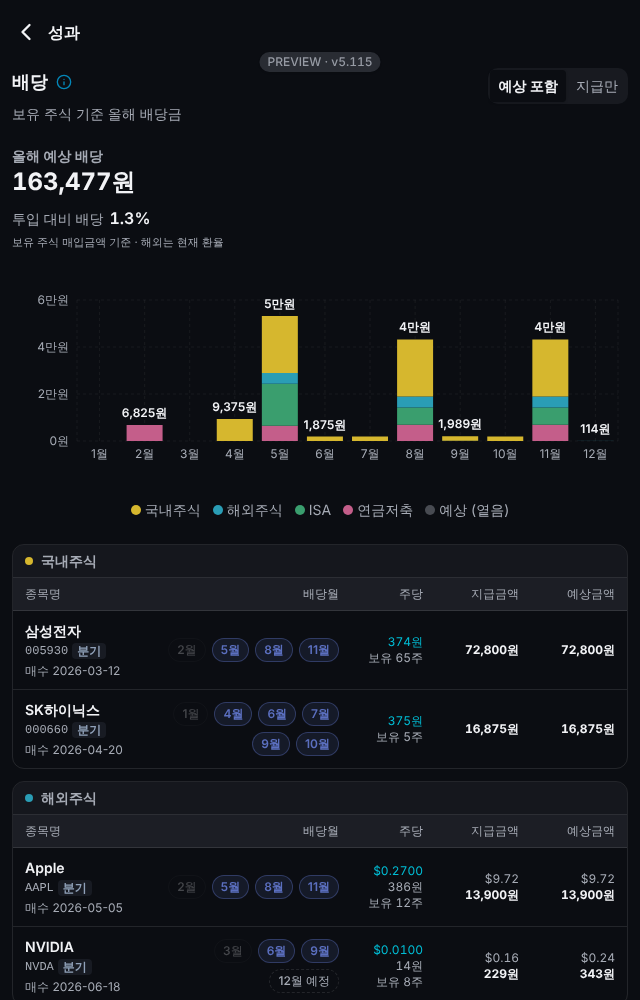 성과
PREVIEW · v5.115
배당
예상 포함 지급만
보유 주식 기준 올해 배당금
올해 예상 배당
163,477원
투입 대비 배당 1.3%
보유 주식 매입금액 기준 · 해외는 현재 환율
6만원
4만원
2만원
0원
6,825원
9,375원
5만원
1,875원
4만원
1,989원
4만원
114원
1월 2월 3월 4월 5월 6월 7월 8월 9월 10월 11월 12월
국내주식 해외주식 ISA 연금저축 예상 (옅음)
국내주식
종목명 배당월 주당 지급금액 예상금액
삼성전자
005930 분기
매수 2026-03-12
2월 5월 8월 11월
374원
보유 65주
72,800원 72,800원
SK하이닉스
000660 분기
매수 2026-04-20
1월 4월 6월 7월
9월 10월
375원
보유 5주
16,875원 16,875원
해외주식
종목명 배당월 주당 지급금액 예상금액
Apple
AAPL 분기
매수 2026-05-05
2월 5월 8월 11월
$0.2700
386원
보유 12주
$9.72
13,900원
$9.72
13,900원
NVIDIA
NVDA 분기
매수 2026-06-18
3월 6월 9월
12월 예정
$0.0100
14원
보유 8주
$0.16
229원
$0.24
343원